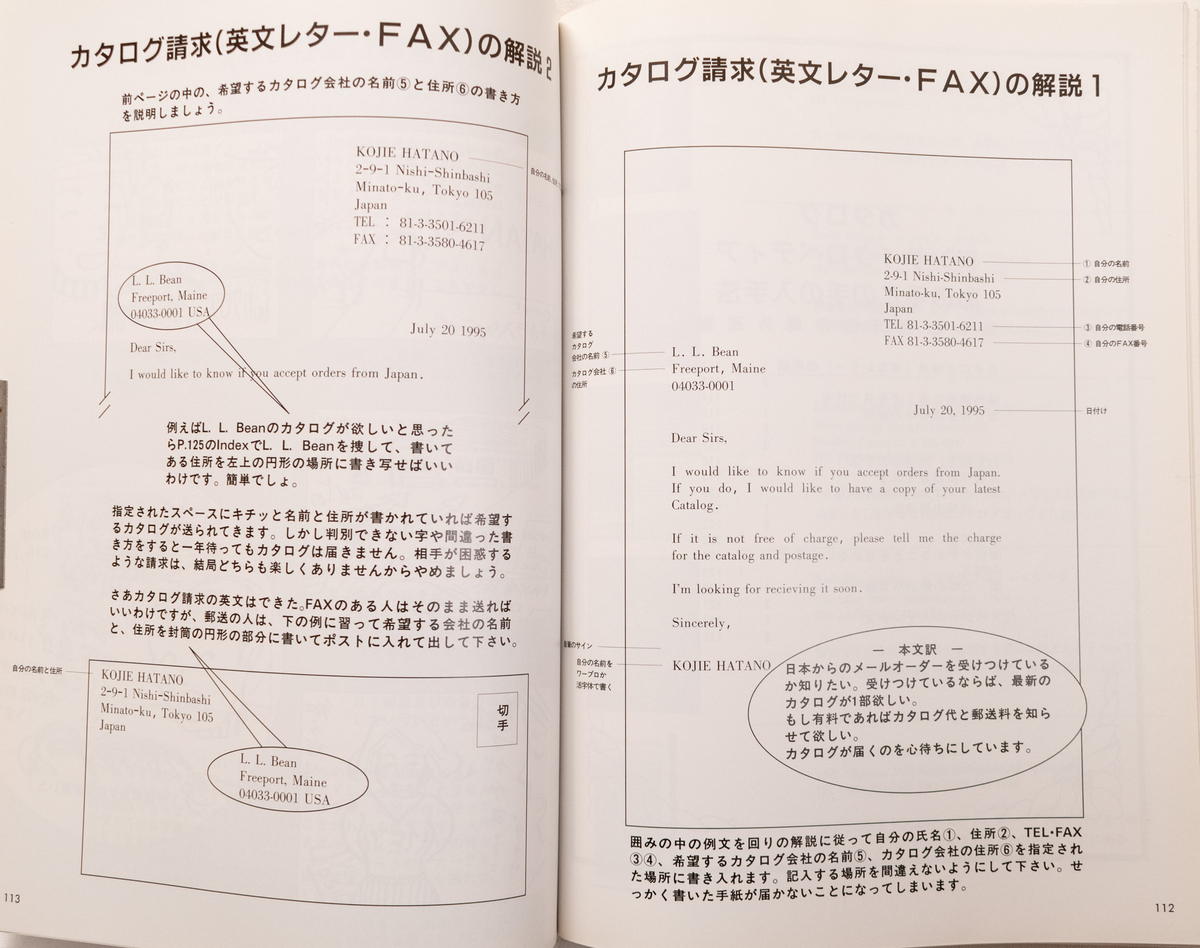 カタログ請求(英文レター・FAX)の解説1
KOJIE HATANO
2-9-1 Nishi-Shinbashi
Minato-ku, Tokyo 105
Japan
TEL 81-3-3501-6211
FAX 81-3-3580-4617
① 自分の名前
② 自分の住所
③ 自分の電話番号
④ 自分のFAX番号
希望する
カタログ
会社の名前 ⑤
カタログ会社 ⑥
の住所
L. L. Bean
Freeport, Maine
04033-0001
July 20, 1995
日付け
Dear Sirs,
I would like to know if you accept orders from Japan.
If you do, I would like to have a copy of your latest
Catalog.
If it is not free of charge, please tell me the charge
for the catalog and postage.
I'm looking for recieving it soon.
Sincerely,
のサイン
自分の名前を
ワープロか
活字体で書く
KOJIE HATANO
— 本文訳 —
日本からのメールオーダーを受けつけている
か知りたい。受けつけているならば、最新の
カタログが1部欲しい。
もし有料であればカタログ代と郵送料を知ら
せて欲しい。
カタログが届くのを心待ちにしています。
囲みの中の例文を回りの解説に従って自分の氏名①、住所②、TEL・FAX
③④、希望するカタログ会社の名前⑤、カタログ会社の住所⑥を指定され
た場所に書き入れます。記入する場所を間違えないようにして下さい。せ
っかく書いた手紙が届かないことになってしまいます。
112
カタログ請求(英文レター・FAX)の解説2
前ページの中の、希望するカタログ会社の名前⑤と住所⑥の書き方
を説明しましょう。
KOJIE HATANO
2-9-1 Nishi-Shinbashi
Minato-ku, Tokyo 105
Japan
TEL : 81-3-3501-6211
FAX : 81-3-3580-4617
自分の名前
L. L. Bean
Freeport, Maine
04033-0001 USA
July 20 1995
Dear Sirs,
I would like to know if you accept orders from Japan.
例えばL. L. Beanのカタログが欲しいと思った
らP.125のIndexでL. L. Beanを捜して、書いて
ある住所を左上の円形の場所に書き写せばいい
わけです。簡単でしょ。
指定されたスペースにキチッと名前と住所が書かれていれば希望す
るカタログが送られてきます。しかし判別できない字や間違った書
き方をすると一年待ってもカタログは届きません。相手が困惑する
ような請求は、結局どちらも楽しくありませんからやめましょう。
さあカタログ請求の英文はできた。FAXのある人はそのまま送れば
いいわけですが、郵送の人は、下の例に習って希望する会社の名前
と、住所を封筒の円形の部分に書いてポストに入れて出して下さい。
自分の名前と住所
KOJIE HATANO
2-9-1 Nishi-Shinbashi
Minato-ku, Tokyo 105
Japan
切手
L. L. Bean
Freeport, Maine
04033-0001 USA
113